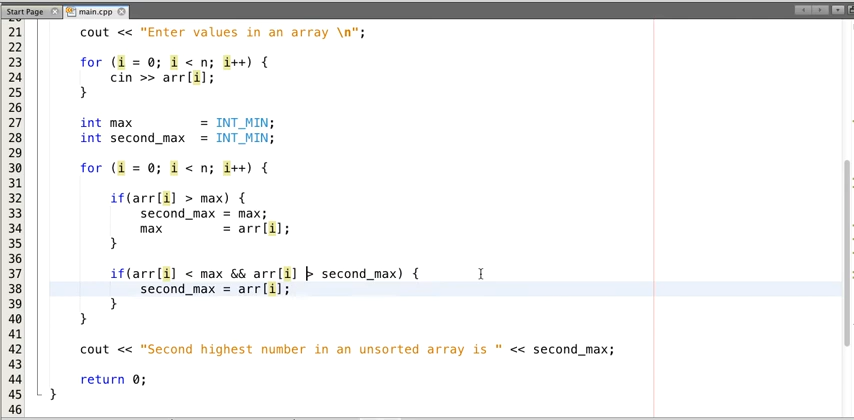 Start Page main.cpp
20
21 cout << "Enter values in an array \n";
22
23 for (i = 0; i < n; i++) {
24 cin >> arr[i];
25 }
26
27 int max = INT_MIN;
28 int second_max = INT_MIN;
29
30 for (i = 0; i < n; i++) {
31
32 if(arr[i] > max) {
33 second_max = max;
34 max = arr[i];
35 }
36
37 if(arr[i] < max && arr[i] > second_max) {
38 second_max = arr[i];
39 }
40 }
41
42 cout << "Second highest number in an unsorted array is " << second_max;
43
44 return 0;
45 }
46